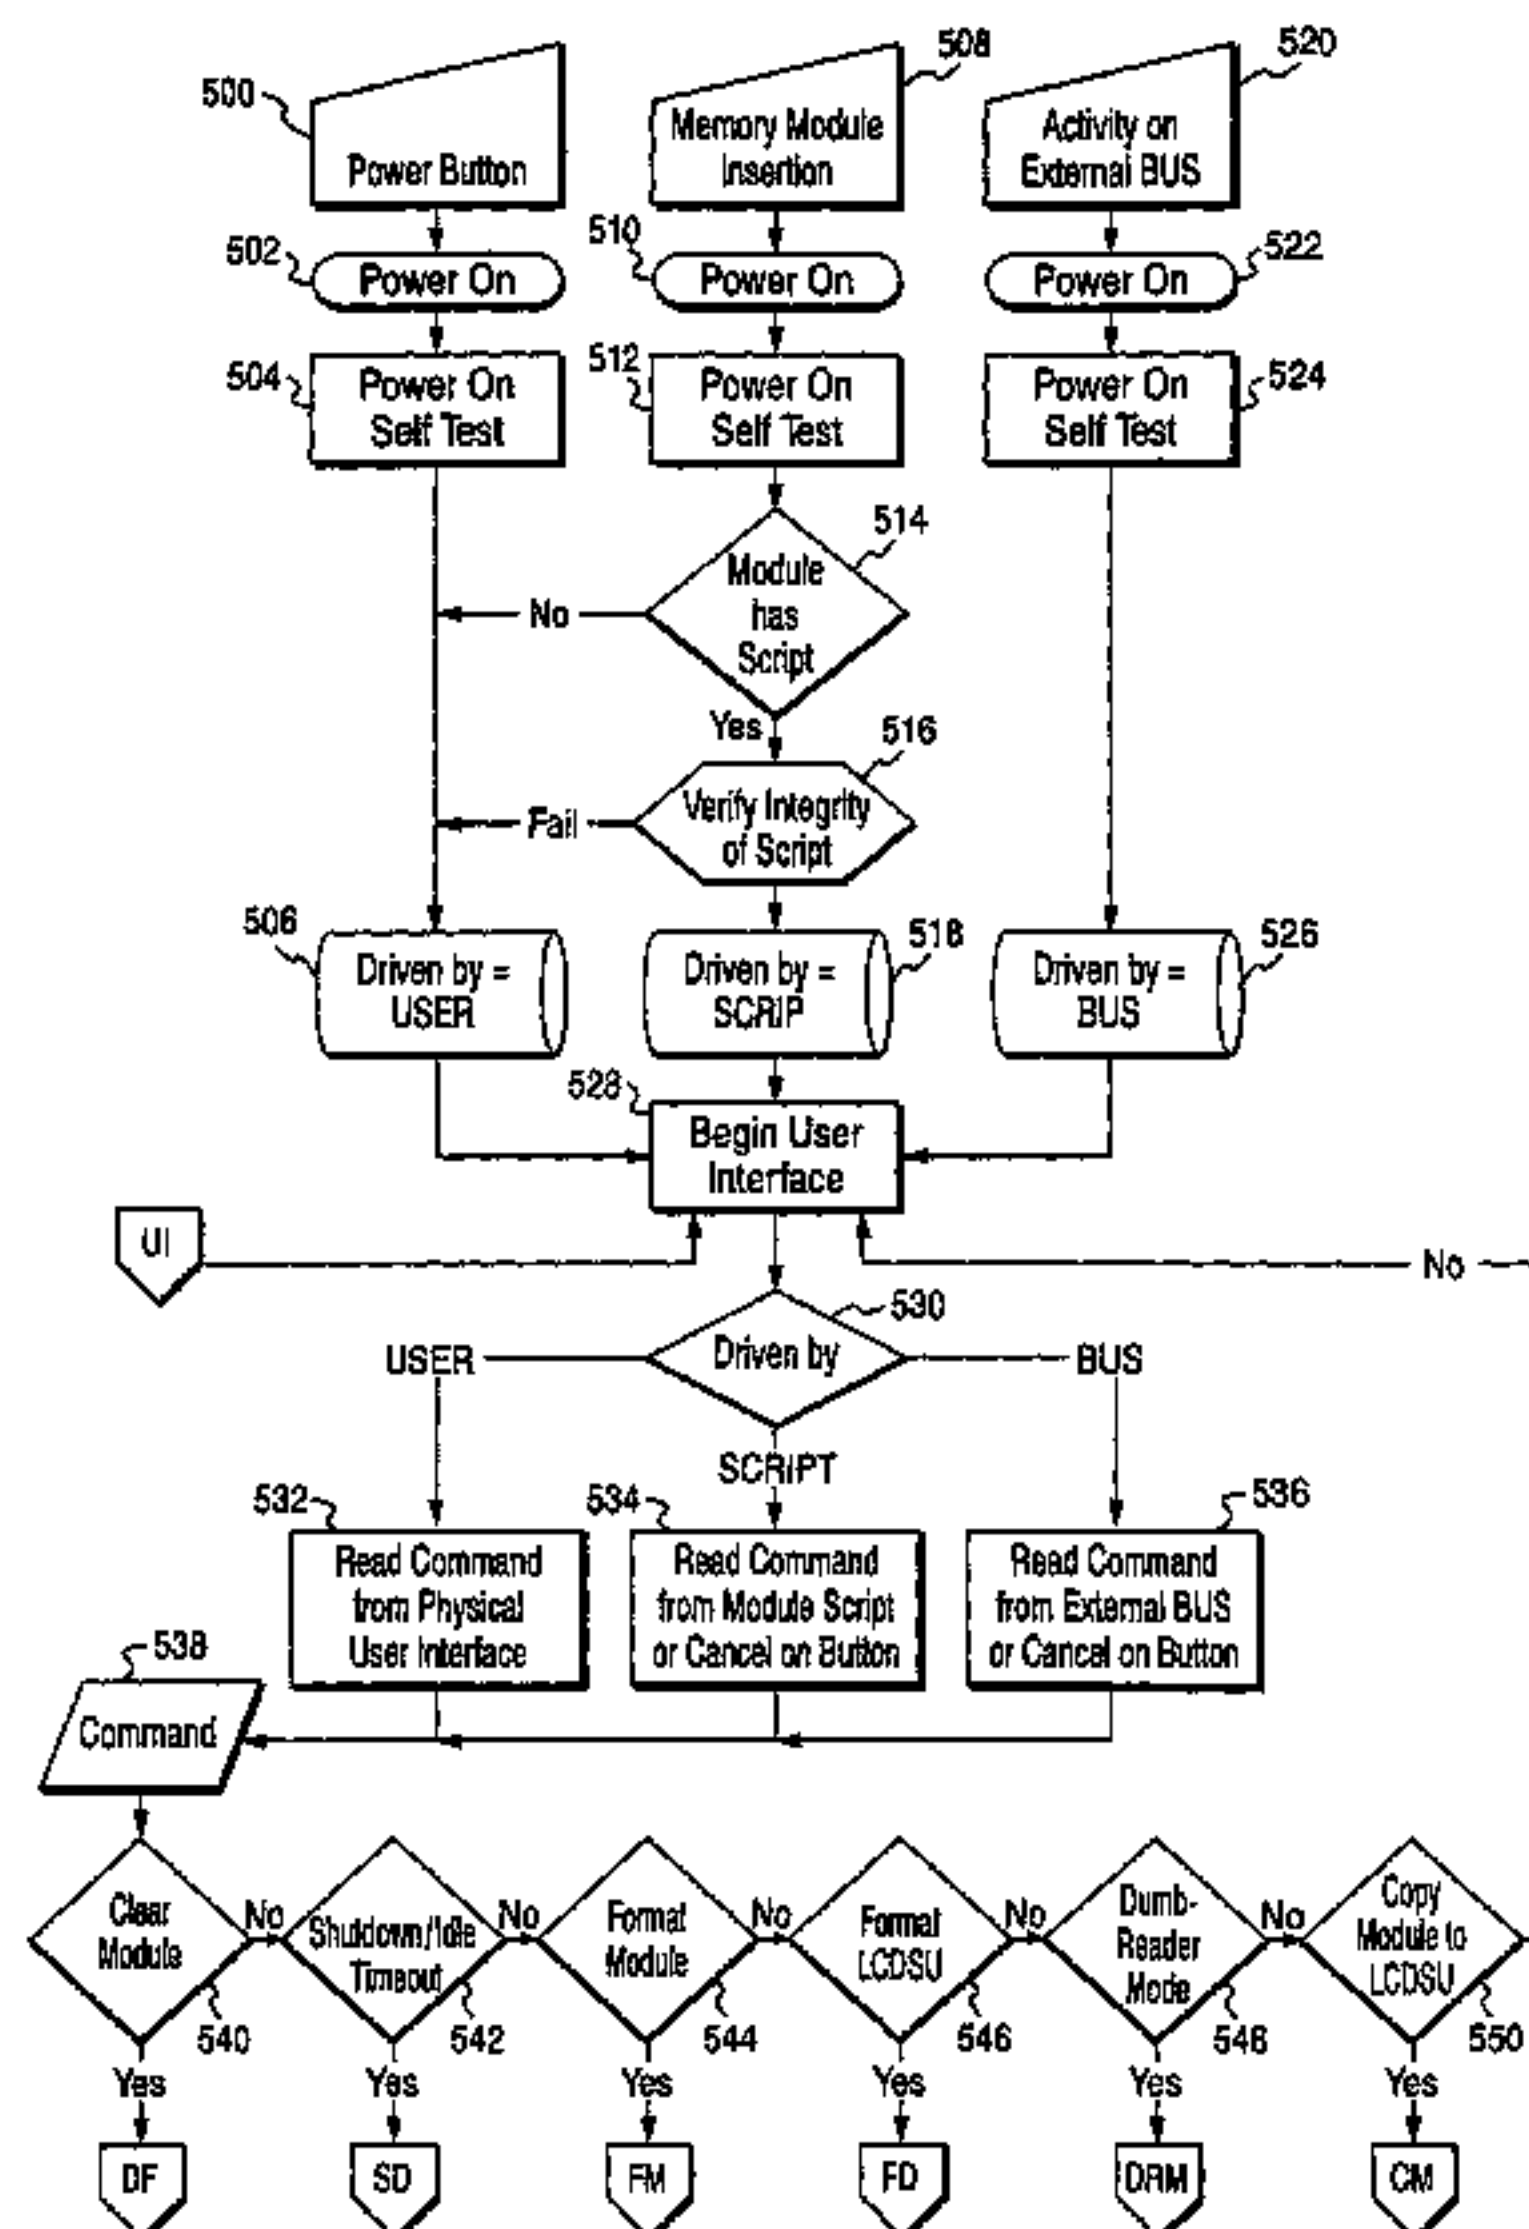 500
Power Button
508
Memory Module
Insertion
520
Activity on
External BUS
502
Power On
510
Power On
522
Power On
504
Power On
Self Test
512
Power On
Self Test
524
Power On
Self Test
514
Module
has
Script
No
Yes
516
Verify Integrity
of Script
Fail
506
Driven by =
USER
518
Driven by =
SCRIP
526
Driven by =
BUS
528
Begin User
Interface
UI
No
530
Driven by
USER
BUS
SCRIPT
532
Read Command
from Physical
User Interface
534
Read Command
from Module Script
or Cancel on Button
536
Read Command
from External BUS
or Cancel on Button
538
Command
Clear
Module
540
No
Shutdown/Idle
Timeout
542
No
Format
Module
544
No
Format
LCDSU
546
No
Dumb-
Reader
Mode
548
No
Copy
Module to
LCDSU
550
Yes
Yes
Yes
Yes
Yes
Yes
DF
SD
FM
FD
DRM
CM